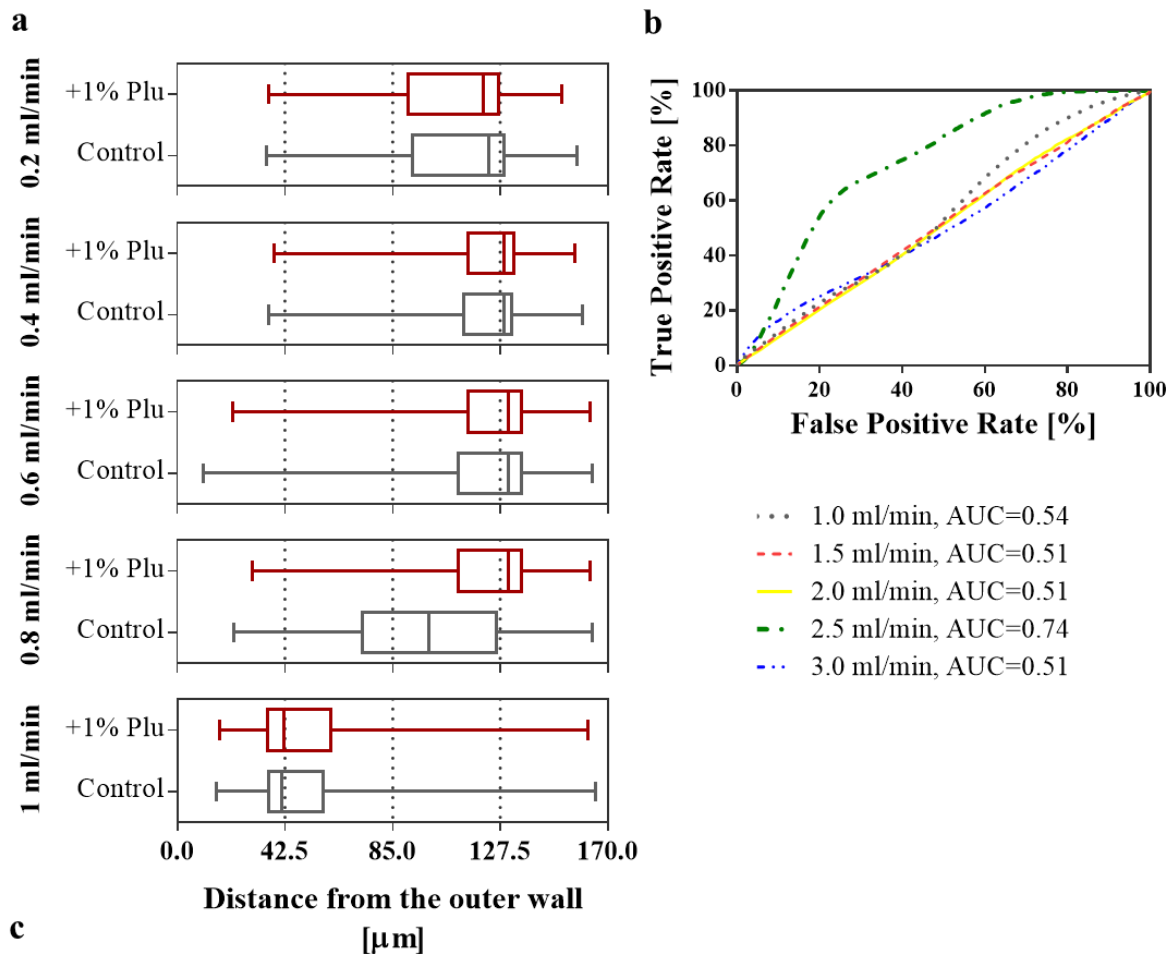 a
0.2 ml/min
+1% Plu
Control
0.4 ml/min
+1% Plu
Control
0.6 ml/min
+1% Plu
Control
0.8 ml/min
+1% Plu
Control
1 ml/min
+1% Plu
Control
0.0 42.5 85.0 127.5 170.0
Distance from the outer wall
[µm]
b
True Positive Rate [%]
100
80
60
40
20
0
0 20 40 60 80 100
False Positive Rate [%]
1.0 ml/min, AUC=0.54
1.5 ml/min, AUC=0.51
2.0 ml/min, AUC=0.51
2.5 ml/min, AUC=0.74
3.0 ml/min, AUC=0.51
c